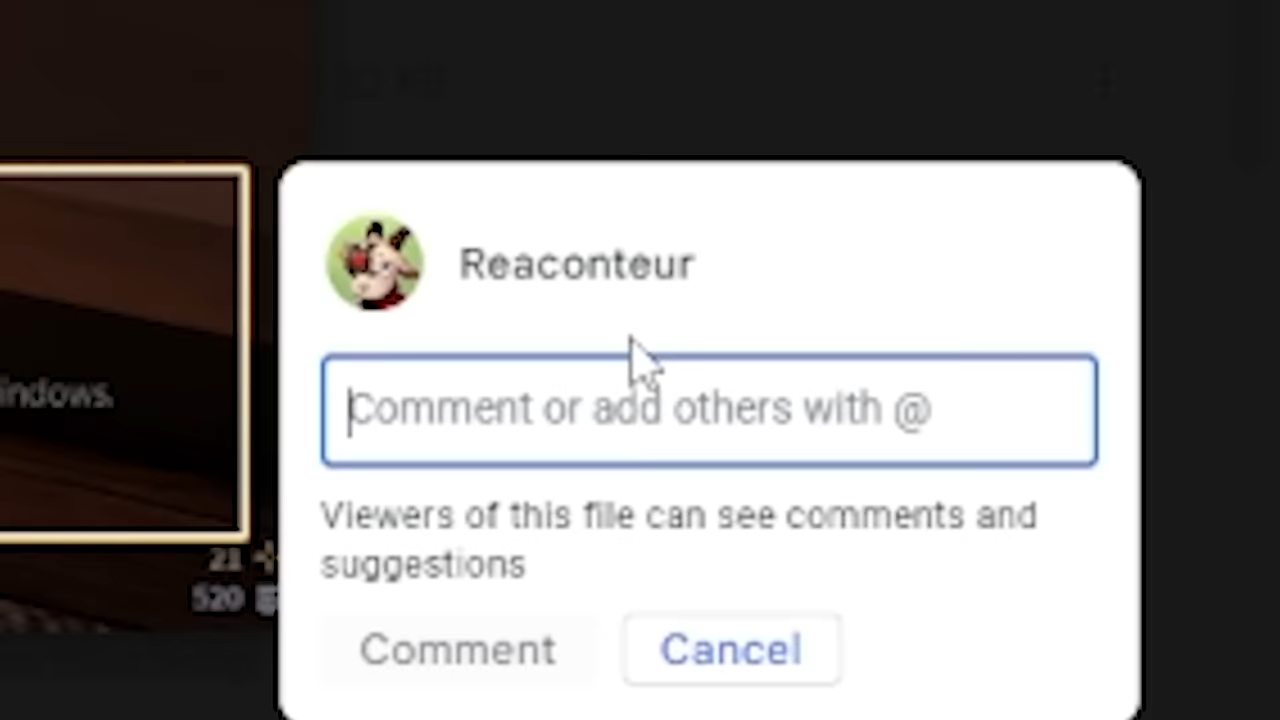 Reaconteur
Comment or add others with @
indows.
Viewers of this file can see comments and
suggestions
21
520
Comment Cancel